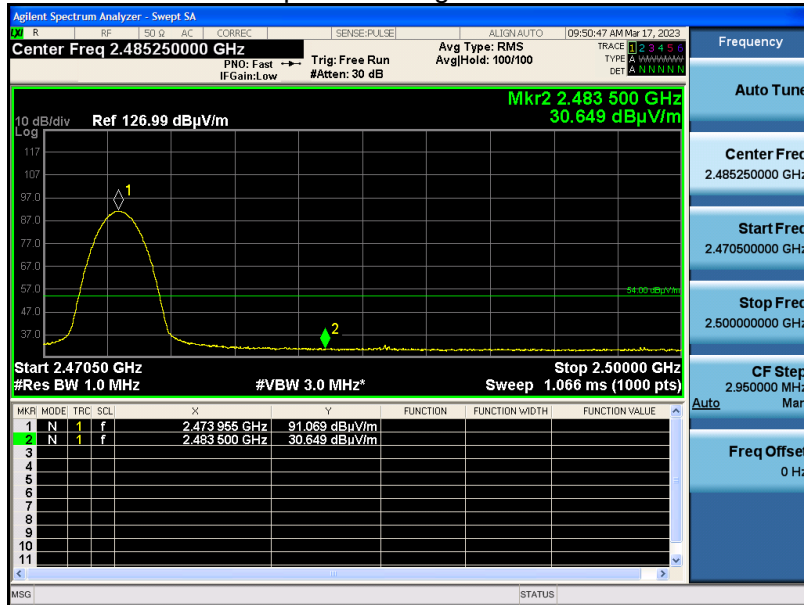 Agilent Spectrum Analyzer - Swept SA
LXI R RF 50 Ω AC CORREC SENSE:PULSE ALIGN AUTO 09:50:47 AM Mar 17, 2023
Center Freq 2.485250000 GHz
PNO: Fast
IFGain:Low
Trig: Free Run
#Atten: 30 dB
Avg Type: RMS
Avg|Hold: 100/100
TRACE 1 2 3 4 5 6
TYPE A WWWWW
DET A N N N N N
Mkr2 2.483 500 GHz
30.649 dBµV/m
10 dB/div Ref 126.99 dBµV/m
Log
117
107
97.0
87.0
77.0
67.0
57.0
47.0
37.0
1
54.00 dBµV/m
2
Start 2.47050 GHz Stop 2.50000 GHz
#Res BW 1.0 MHz #VBW 3.0 MHz* Sweep 1.066 ms (1000 pts)
MKR MODE TRC SCL X Y FUNCTION FUNCTION WIDTH FUNCTION VALUE
1 N 1 f 2.473 955 GHz 91.069 dBµV/m
2 N 1 f 2.483 500 GHz 30.649 dBµV/m
3
4
5
6
7
8
9
10
11
MSG STATUS
Frequency
Auto Tune
Center Freq
2.485250000 GHz
Start Freq
2.470500000 GHz
Stop Freq
2.500000000 GHz
CF Step
2.950000 MHz
Auto Man
Freq Offset
0 Hz